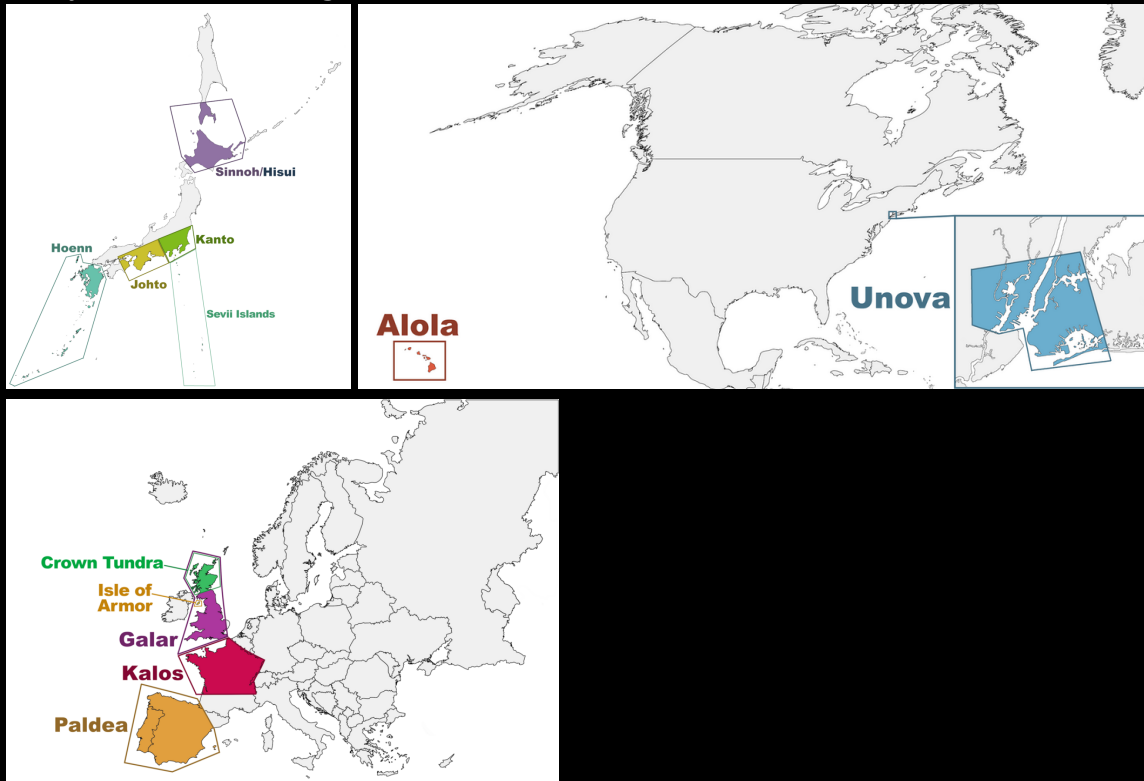 Sinnoh/Hisui
Kanto
Hoenn
Johto
Sevii Islands
Alola
Unova
Crown Tundra
Isle of
Armor
Galar
Kalos
Paldea